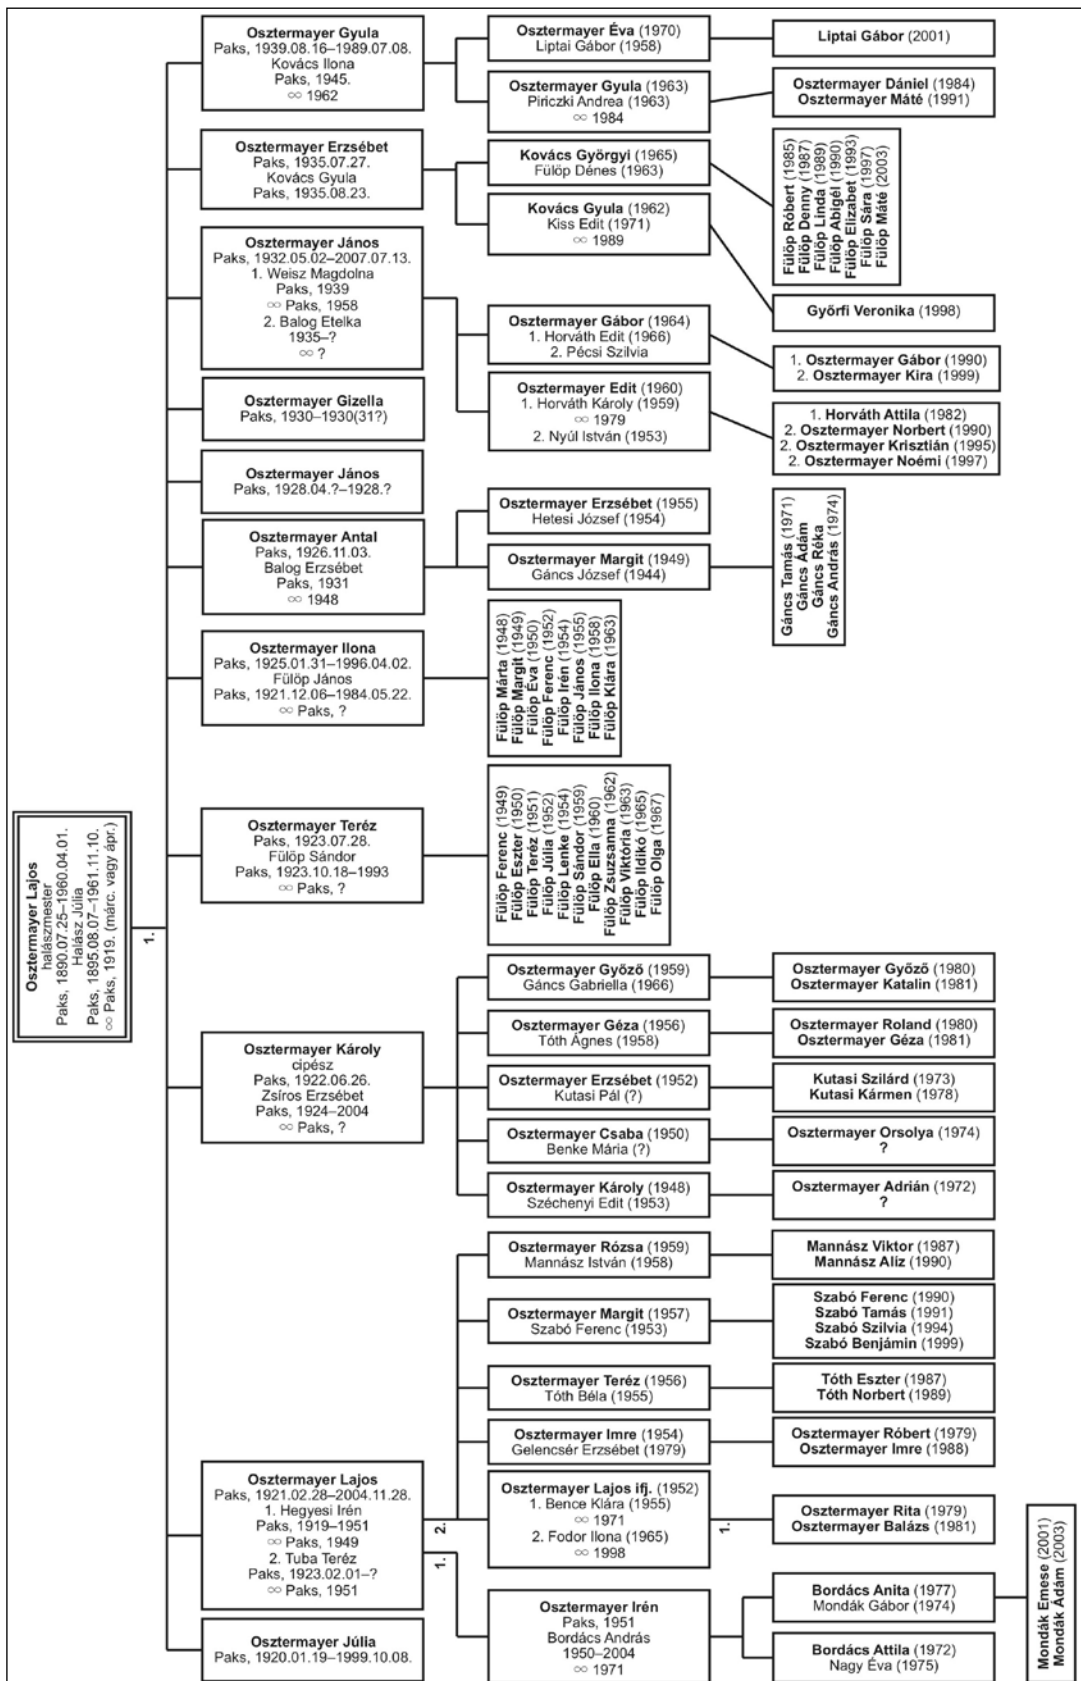 Osztermayer Lajos
halászmester
Paks, 1890.07.25–1960.04.01.
Halász Júlia
Paks, 1895.08.07–1961.11.10.
∞ Paks, 1919. (márc. vagy ápr.)
1.
Osztermayer Gyula
Paks, 1939.08.16–1989.07.08.
Kovács Ilona
Paks, 1945.
∞ 1962
Osztermayer Éva (1970)
Liptai Gábor (1958)
Liptai Gábor (2001)
Osztermayer Gyula (1963)
Piriczki Andrea (1963)
∞ 1984
Osztermayer Dániel (1984)
Osztermayer Máté (1991)
Osztermayer Erzsébet
Paks, 1935.07.27.
Kovács Gyula
Paks, 1935.08.23.
Kovács Györgyi (1965)
Fülöp Dénes (1963)
Fülöp Róbert (1985)
Fülöp Denny (1987)
Fülöp Linda (1989)
Fülöp Abigél (1990)
Fülöp Elizabet (1993)
Fülöp Sára (1997)
Fülöp Máté (2003)
Kovács Gyula (1962)
Kiss Edit (1971)
∞ 1989
Győrfi Veronika (1998)
Osztermayer János
Paks, 1932.05.02–2007.07.13.
1. Weisz Magdolna
Paks, 1939
∞ Paks, 1958
2. Balog Etelka
1935–?
∞ ?
Osztermayer Gábor (1964)
1. Horváth Edit (1966)
2. Pécsi Szilvia
1. Osztermayer Gábor (1990)
2. Osztermayer Kira (1999)
Osztermayer Edit (1960)
1. Horváth Károly (1959)
∞ 1979
2. Nyúl István (1953)
1. Horváth Attila (1982)
2. Osztermayer Norbert (1990)
2. Osztermayer Krisztián (1995)
2. Osztermayer Noémi (1997)
Osztermayer Gizella
Paks, 1930–1930(31?)
Osztermayer János
Paks, 1928.04.?–1928.?
Osztermayer Antal
Paks, 1926.11.03.
Balog Erzsébet
Paks, 1931
∞ 1948
Osztermayer Erzsébet (1955)
Hetesi József (1954)
Osztermayer Margit (1949)
Gáncs József (1944)
Gáncs Tamás (1971)
Gáncs Ádám
Gáncs Réka
Gáncs András (1974)
Osztermayer Ilona
Paks, 1925.01.31–1996.04.02.
Fülöp János
Paks, 1921.12.06–1984.05.22.
∞ Paks, ?
Fülöp Márta (1948)
Fülöp Margit (1949)
Fülöp Éva (1950)
Fülöp Ferenc (1952)
Fülöp Irén (1954)
Fülöp János (1955)
Fülöp Ilona (1958)
Fülöp Klára (1963)
Osztermayer Teréz
Paks, 1923.07.28.
Fülöp Sándor
Paks, 1923.10.18–1993
∞ Paks, ?
Fülöp Ferenc (1949)
Fülöp Eszter (1950)
Fülöp Teréz (1951)
Fülöp Júlia (1952)
Fülöp Lenke (1954)
Fülöp Sándor (1959)
Fülöp Ella (1960)
Fülöp Zsuzsanna (1962)
Fülöp Viktória (1963)
Fülöp Ildikó (1965)
Fülöp Olga (1967)
Osztermayer Károly
cipész
Paks, 1922.06.26.
Zsíros Erzsébet
Paks, 1924–2004
∞ Paks, ?
Osztermayer Győző (1959)
Gáncs Gabriella (1966)
Osztermayer Győző (1980)
Osztermayer Katalin (1981)
Osztermayer Géza (1956)
Tóth Ágnes (1958)
Osztermayer Roland (1980)
Osztermayer Géza (1981)
Osztermayer Erzsébet (1952)
Kutasi Pál (?)
Kutasi Szilárd (1973)
Kutasi Kármen (1978)
Osztermayer Csaba (1950)
Benke Mária (?)
Osztermayer Orsolya (1974)
?
Osztermayer Károly (1948)
Széchenyi Edit (1953)
Osztermayer Adrián (1972)
?
Osztermayer Lajos
Paks, 1921.02.28–2004.11.28.
1. Hegyesi Irén
Paks, 1919–1951
∞ Paks, 1949
2. Tuba Teréz
Paks, 1923.02.01–?
∞ Paks, 1951
2.
1.
Osztermayer Rózsa (1959)
Mannász István (1958)
Mannász Viktor (1987)
Mannász Aliz (1990)
Osztermayer Margit (1957)
Szabó Ferenc (1953)
Szabó Ferenc (1990)
Szabó Tamás (1991)
Szabó Szilvia (1994)
Szabó Benjámin (1999)
Osztermayer Teréz (1956)
Tóth Béla (1955)
Tóth Eszter (1987)
Tóth Norbert (1989)
Osztermayer Imre (1954)
Gelencsér Erzsébet (1979)
Osztermayer Róbert (1979)
Osztermayer Imre (1988)
Osztermayer Lajos ifj. (1952)
1. Bence Klára (1955)
∞ 1971
2. Fodor Ilona (1965)
∞ 1998
1.
Osztermayer Rita (1979)
Osztermayer Balázs (1981)
Osztermayer Irén
Paks, 1951
Bordács András
1950–2004
∞ 1971
Bordács Anita (1977)
Mondák Gábor (1974)
Mondák Emese (2001)
Mondák Ádám (2003)
Bordács Attila (1972)
Nagy Éva (1975)
Osztermayer Júlia
Paks, 1920.01.19–1999.10.08.